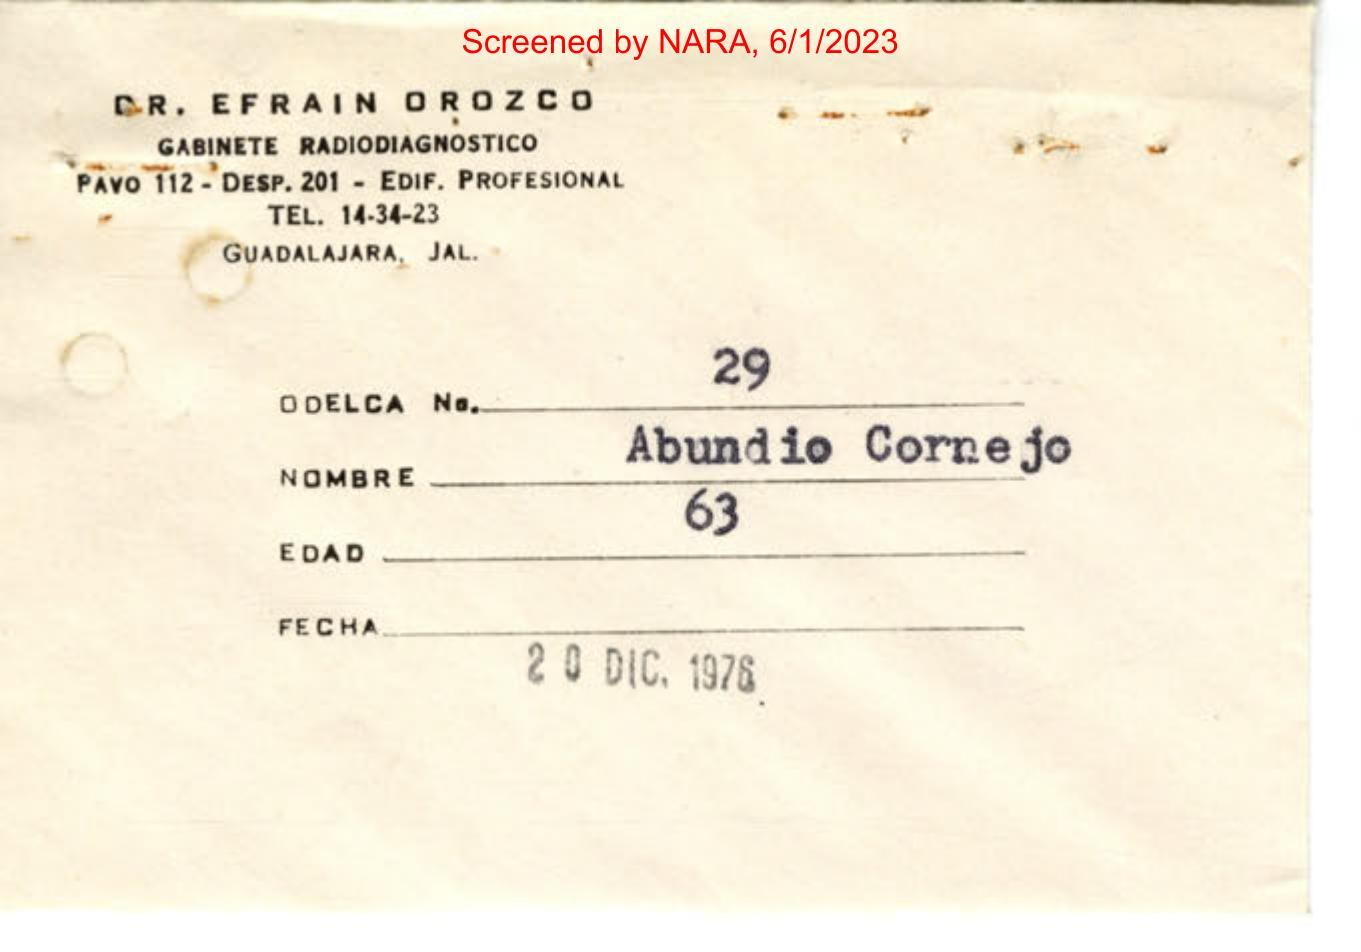 Screened by NARA, 6/1/2023
DR. EFRAIN OROZCO
GABINETE RADIODIAGNOSTICO
PAVO 112 - DESP. 201 - EDIF. PROFESIONAL
TEL. 14-34-23
GUADALAJARA, JAL.
29
ODELCA No.
Abundio Cornejo
NOMBRE
63
EDAD
FECHA
20 DIC. 1976